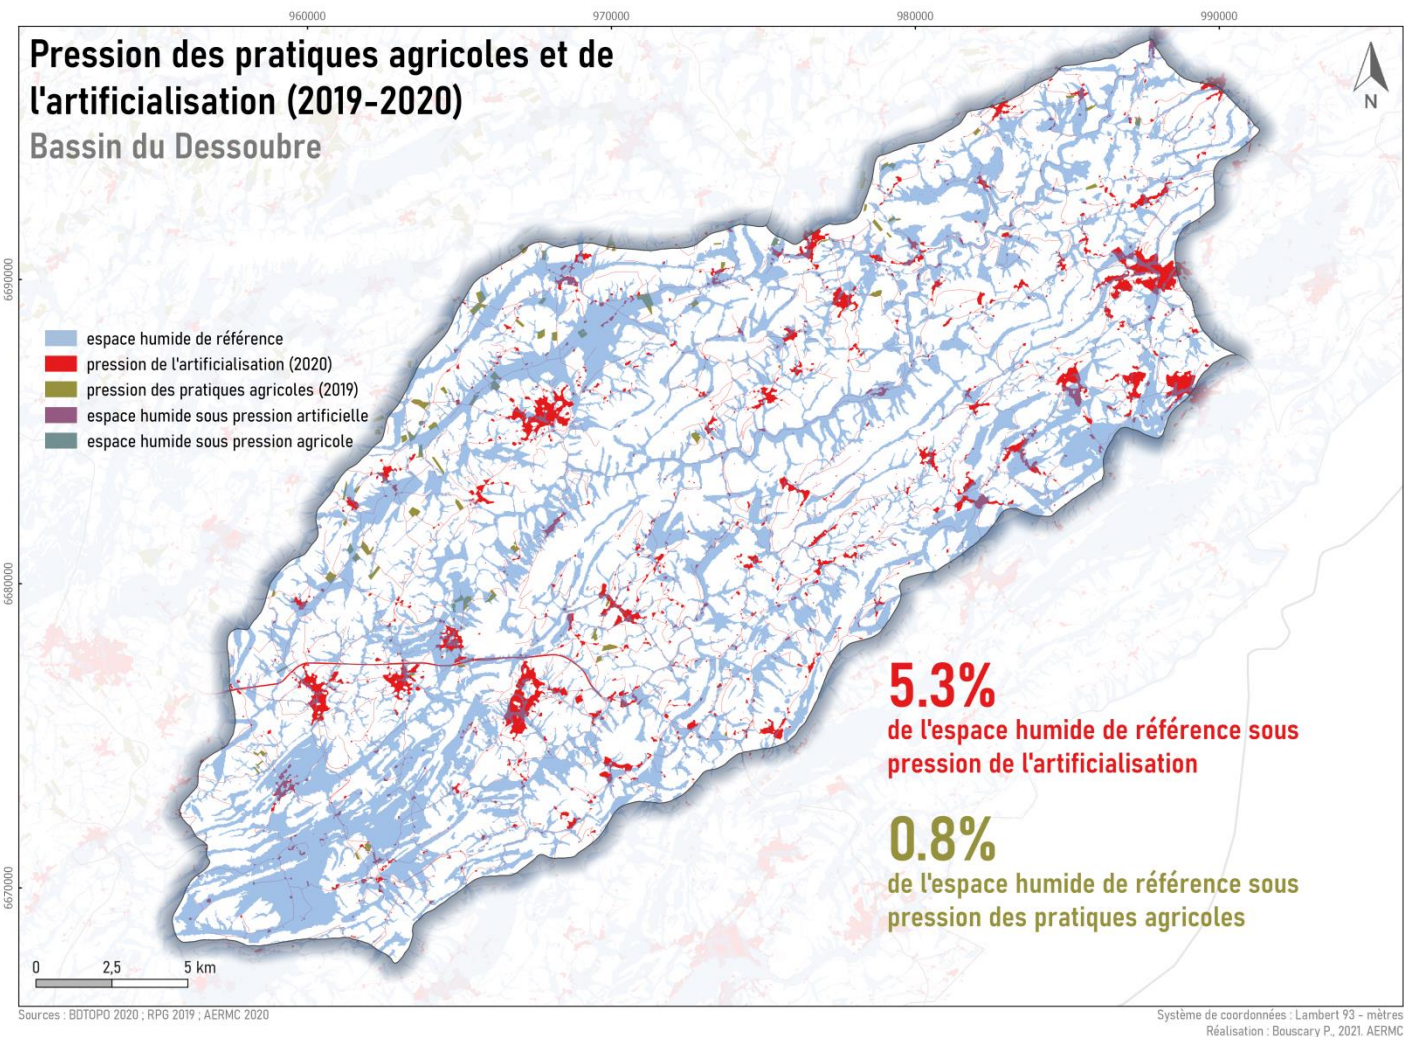 960000
970000
980000
990000
Pression des pratiques agricoles et de
l'artificialisation (2019-2020)
Bassin du Dessoubre
N
6690000
6680000
6670000
espace humide de référence
pression de l'artificialisation (2020)
pression des pratiques agricoles (2019)
espace humide sous pression artificielle
espace humide sous pression agricole
5.3%
de l'espace humide de référence sous
pression de l'artificialisation
0.8%
de l'espace humide de référence sous
pression des pratiques agricoles
0 2,5 5 km
Sources : BDTOPO 2020 ; RPG 2019 ; AERMC 2020
Système de coordonnées : Lambert 93 - mètres
Réalisation : Bouscary P., 2021. AERMC